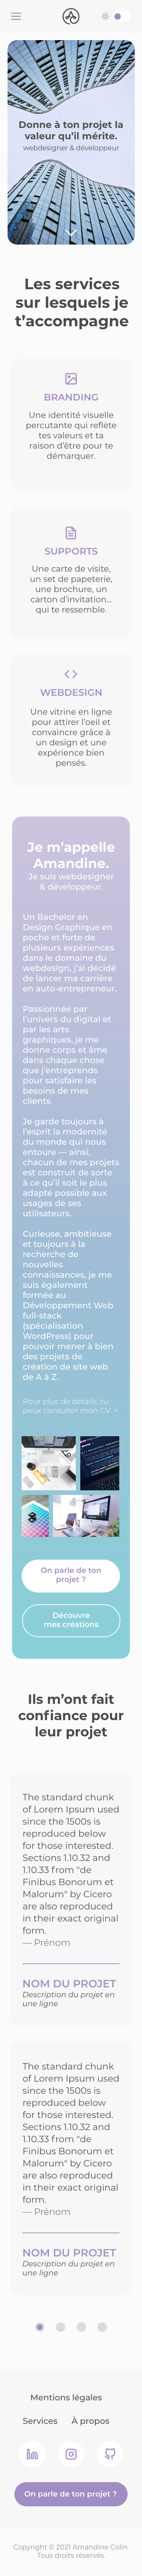 Donne à ton projet la
valeur qu'il mérite.
webdesigner & développeur
Les services
sur lesquels je
t'accompagne
BRANDING
Une identité visuelle
percutante qui reflète
tes valeurs et ta
raison d'être pour te
démarquer.
SUPPORTS
Une carte de visite,
un set de papeterie,
une brochure, un
carton d'invitation...
qui te ressemble.
WEBDESIGN
Une vitrine en ligne
pour attirer l'oeil et
convaincre grâce à
un design et une
expérience bien
pensés.
Je m'appelle
Amandine.
Je suis webdesigner
& développeur.
Un Bachelor en
Design Graphique en
poche et forte de
plusieurs expériences
dans le domaine du
webdesign, j'ai décidé
de lancer ma carrière
en auto-entrepreneur.
Passionnée par
l'univers du digital et
par les arts
graphiques, je me
donne corps et âme
dans chaque chose
que j'entreprends
pour satisfaire les
besoins de mes
clients.
Je garde toujours à
l'esprit la modernité
du monde qui nous
entoure — ainsi,
chacun de mes projets
est construit de sorte
à ce qu'il soit le plus
adapté possible aux
usages de ses
utilisateurs.
Curieuse, ambitieuse
et toujours à la
recherche de
nouvelles
connaissances, je me
suis également
formée au
Développement Web
full-stack
(spécialisation
WordPress) pour
pouvoir mener à bien
des projets de
création de site web
de A à Z.
Pour plus de détails, tu
peux consulter mon CV >
On parle de ton
projet ?
Découvre
mes créations
Ils m'ont fait
confiance pour
leur projet
The standard chunk
of Lorem Ipsum used
since the 1500s is
reproduced below
for those interested.
Sections 1.10.32 and
1.10.33 from "de
Finibus Bonorum et
Malorum" by Cicero
are also reproduced
in their exact original
form.
— Prénom
NOM DU PROJET
Description du projet en
une ligne
The standard chunk
of Lorem Ipsum used
since the 1500s is
reproduced below
for those interested.
Sections 1.10.32 and
1.10.33 from "de
Finibus Bonorum et
Malorum" by Cicero
are also reproduced
in their exact original
form.
— Prénom
NOM DU PROJET
Description du projet en
une ligne
Mentions légales
Services À propos
On parle de ton projet ?
Copyright © 2021 Amandine Colin.
Tous droits réservés.